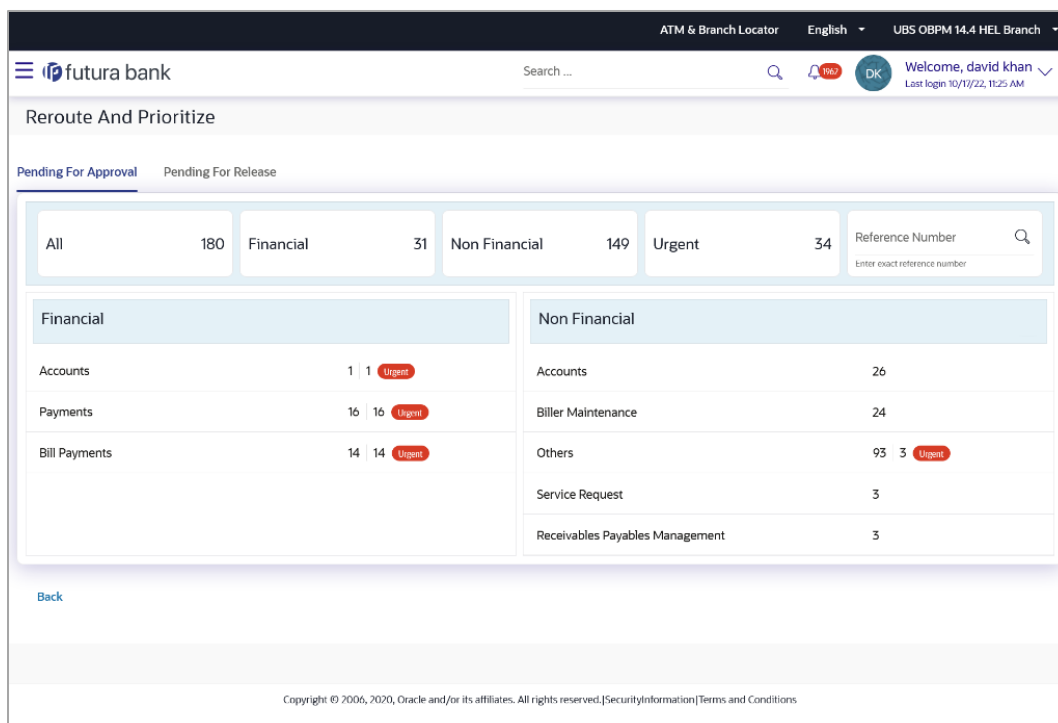 ATM & Branch Locator English UBS OBPM 14.4 HEL Branch
futura bank Search ... 1967 DK Welcome, david khan
Last login 10/17/22, 11:25 AM
Reroute And Prioritize
Pending For Approval Pending For Release
All 180 Financial 31 Non Financial 149 Urgent 34 Reference Number
Enter exact reference number
Financial Non Financial
Accounts 1 1 Urgent Accounts 26
Payments 16 16 Urgent Biller Maintenance 24
Bill Payments 14 14 Urgent Others 93 3 Urgent
Service Request 3
Receivables Payables Management 3
Back
Copyright © 2006, 2020, Oracle and/or its affiliates. All rights reserved.|SecurityInformation|Terms and Conditions